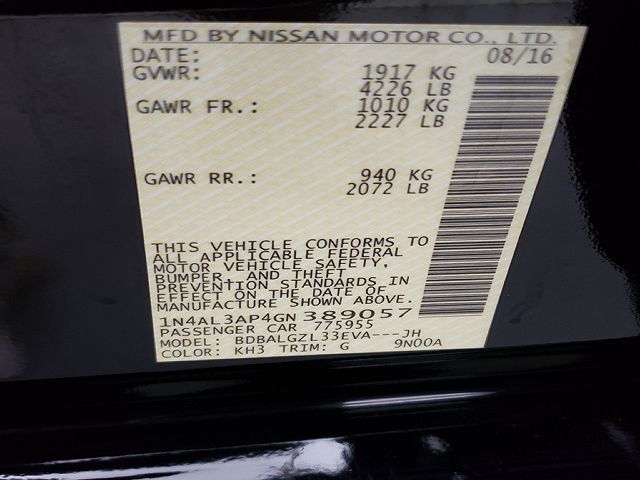 MFD BY NISSAN MOTOR CO., LTD.
DATE: 08/16
GVWR: 1917 KG
4226 LB
GAWR FR.: 1010 KG
2227 LB
GAWR RR.: 940 KG
2072 LB
THIS VEHICLE CONFORMS TO
ALL APPLICABLE FEDERAL
MOTOR VEHICLE SAFETY,
BUMPER, AND THEFT
PREVENTION STANDARDS IN
EFFECT ON THE DATE OF
MANUFACTURE SHOWN ABOVE.
1N4AL3AP4GN 389057
PASSENGER CAR 775955
MODEL: BDBALGZL33EVA---JH
COLOR: KH3 TRIM: G 9N00A